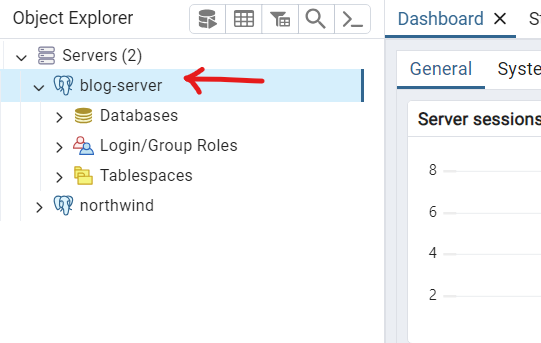 Object Explorer
Dashboard
Servers (2)
blog-server
Databases
Login/Group Roles
Tablespaces
northwind
General
Server sessions
8
6
4
2